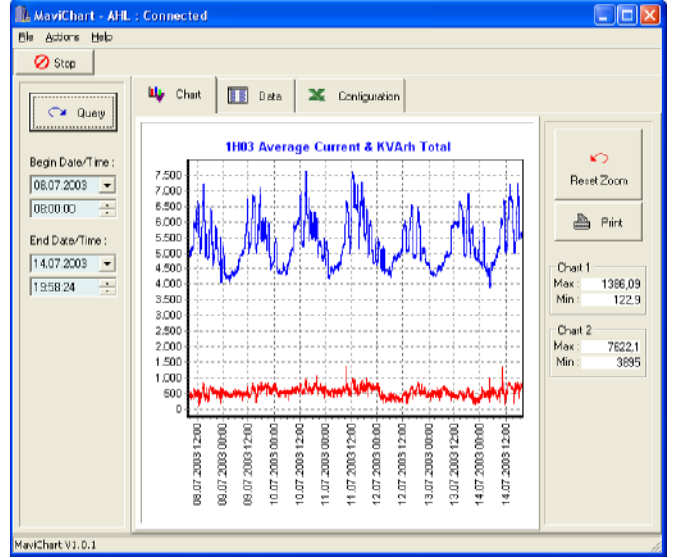 MaviChart - AHL : Connected
File Actions Help
Stop
Query
Chart Data Configuration
Begin Date/Time :
08.07.2003
08:00:00
End Date/Time :
14.07.2003
19:58:24
1H03 Average Current & KVArh Total
7.500
7.000
6.500
6.000
5.500
5.000
4.500
4.000
3.500
3.000
2.500
2.000
1.500
1.000
500
0
08.07.2003 12:00
09.07.2003 00:00
09.07.2003 12:00
10.07.2003 00:00
10.07.2003 12:00
11.07.2003 00:00
11.07.2003 12:00
12.07.2003 00:00
12.07.2003 12:00
13.07.2003 00:00
13.07.2003 12:00
14.07.2003 00:00
14.07.2003 12:00
Reset Zoom
Print
Chart 1
Max : 1386,09
Min : 122,9
Chart 2
Max : 7622,1
Min : 3895
MaviChart V1.0.1